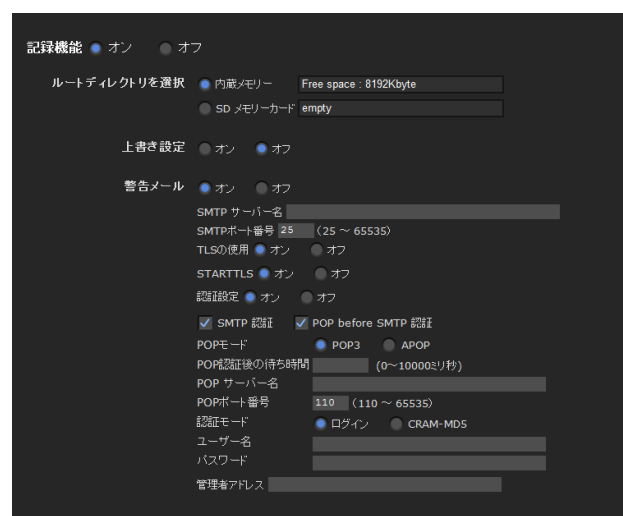 記録機能 オン オフ
ルートディレクトリを選択 内蔵メモリー Free space : 8192Kbyte
SD メモリーカード empty
上書き設定 オン オフ
警告メール オン オフ
SMTP サーバー名
SMTPポート番号 25 (25 ～ 65535)
TLSの使用 オン オフ
STARTTLS オン オフ
認証設定 オン オフ
SMTP 認証 POP before SMTP 認証
POPモード POP3 APOP
POP認証後の待ち時間 (0～10000ミリ秒)
POP サーバー名
POPポート番号 110 (110 ～ 65535)
認証モード ログイン CRAM-MD5
ユーザー名
パスワード
管理者アドレス